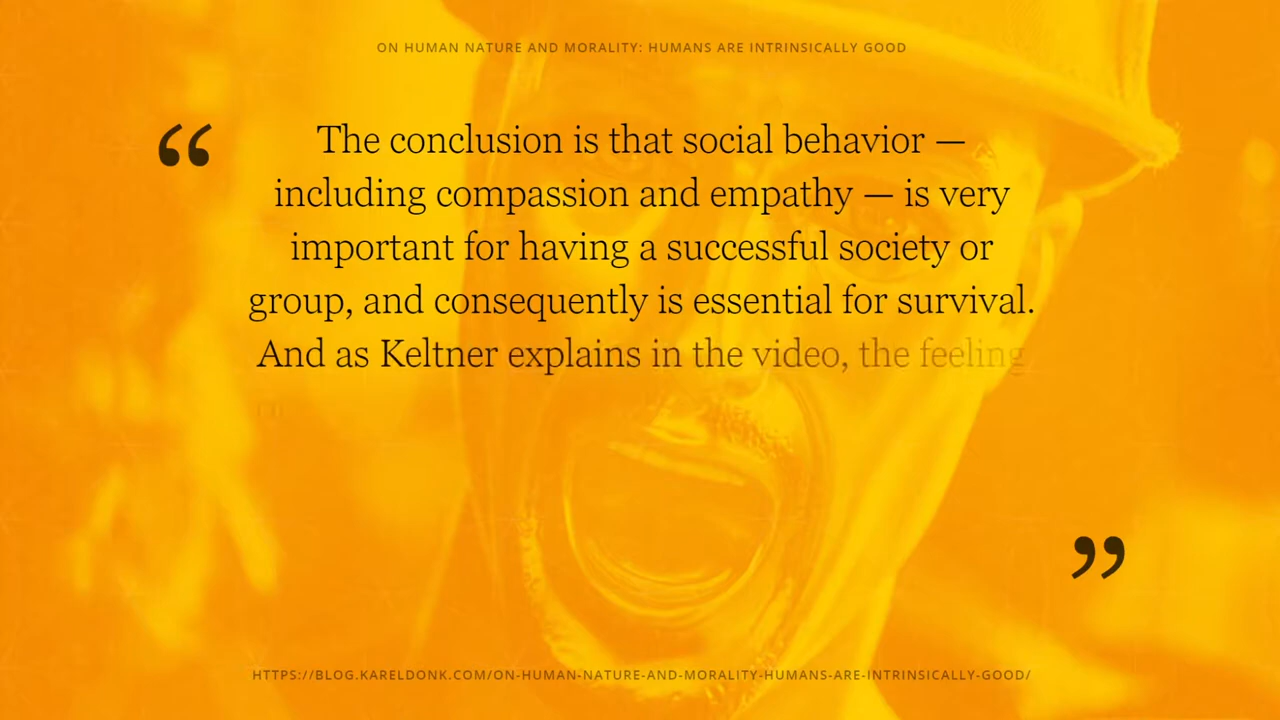 ON HUMAN NATURE AND MORALITY: HUMANS ARE INTRINSICALLY GOOD
“
The conclusion is that social behavior —
including compassion and empathy — is very
important for having a successful society or
group, and consequently is essential for survival.
And as Keltner explains in the video, the feeling
”
HTTPS://BLOG.KARELDONK.COM/ON-HUMAN-NATURE-AND-MORALITY-HUMANS-ARE-INTRINSICALLY-GOOD/